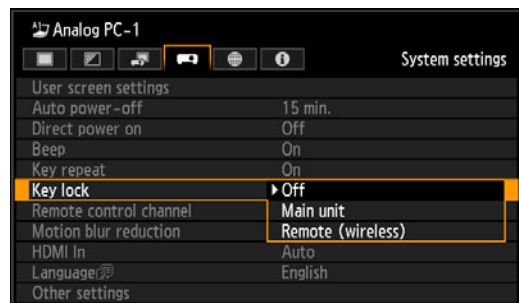 Analog PC-1
System settings
User screen settings
Auto power-off 15 min.
Direct power on Off
Beep On
Key repeat On
Key lock Off
Remote control channel Main unit
Motion blur reduction Remote (wireless)
HDMI In Auto
Language English
Other settings